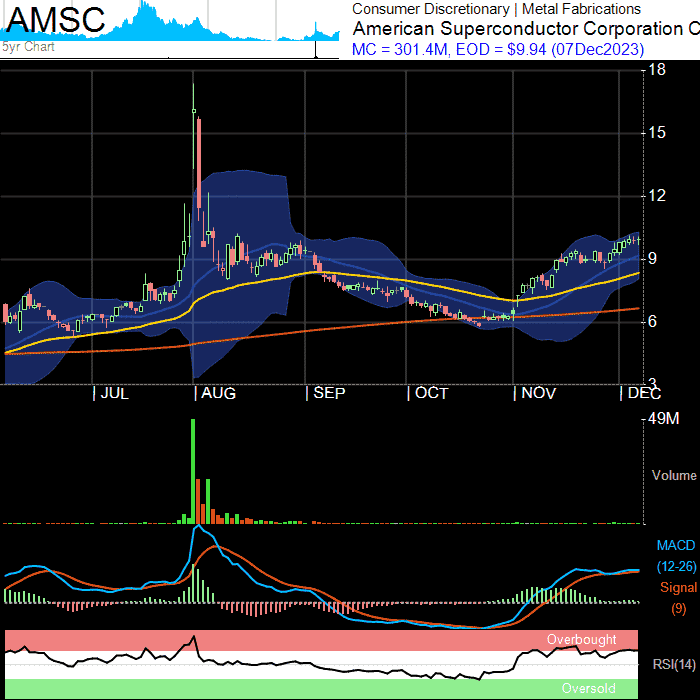 AMSC
5yr Chart
Consumer Discretionary | Metal Fabrications
American Superconductor Corporation C
MC = 301.4M, EOD = $9.94 (07Dec2023)
18
15
12
9
6
3
| JUL | AUG | SEP | OCT | NOV | DEC
49M
Volume
MACD
(12-26)
Signal
(9)
Overbought
RSI(14)
Oversold